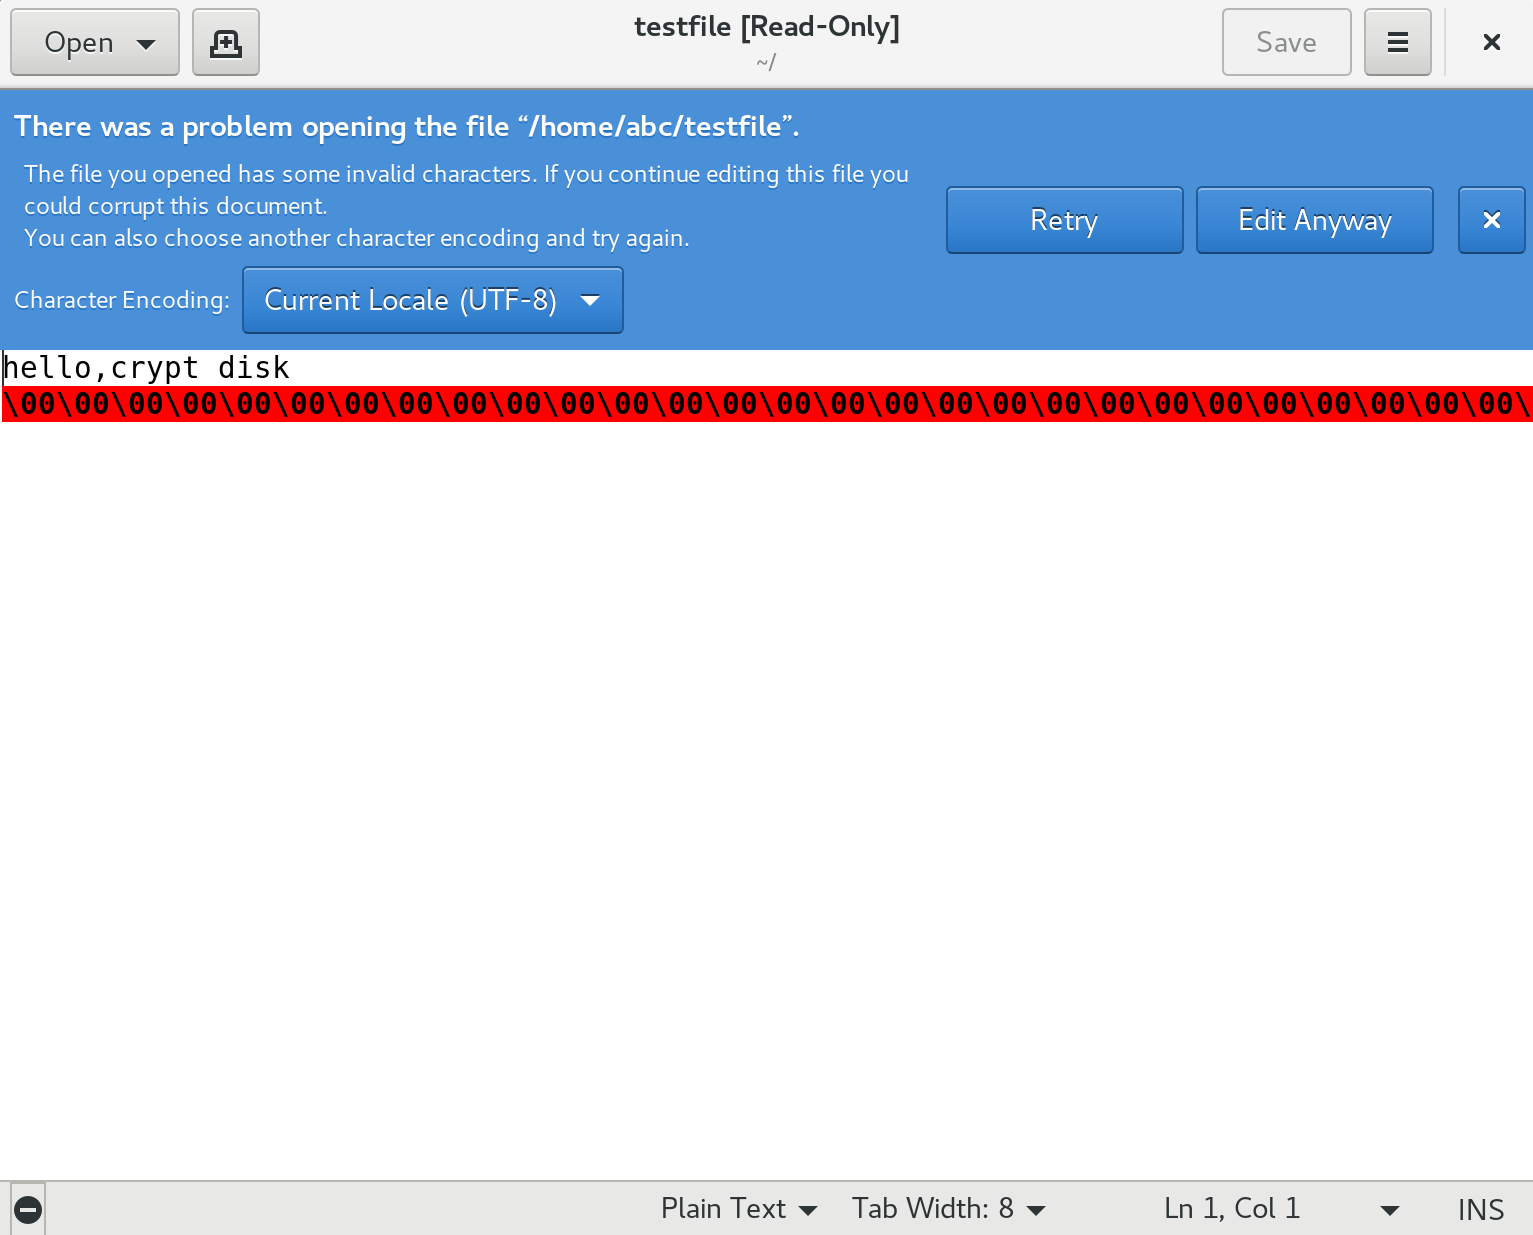 Open
testfile [Read-Only]
~/
Save
There was a problem opening the file “/home/abc/testfile”.
The file you opened has some invalid characters. If you continue editing this file you
could corrupt this document.
You can also choose another character encoding and try again.
Retry
Edit Anyway
Character Encoding: Current Locale (UTF-8)
hello,crypt disk
\00\00\00\00\00\00\00\00\00\00\00\00\00\00\00\00\00\00\00\00\00\00\00\00\00\00\00\00\
Plain Text Tab Width: 8 Ln 1, Col 1 INS